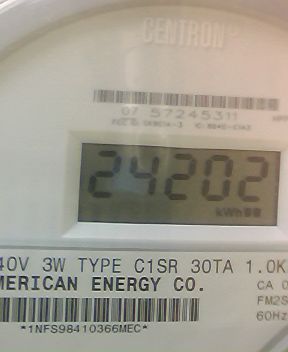 CENTRON®
07 57245311
24202
kWh
40V 3W TYPE C1SR 30TA 1.0K
MERICAN ENERGY CO.
CA 0
FM2S
60Hz
*1NFS98410366MEC*